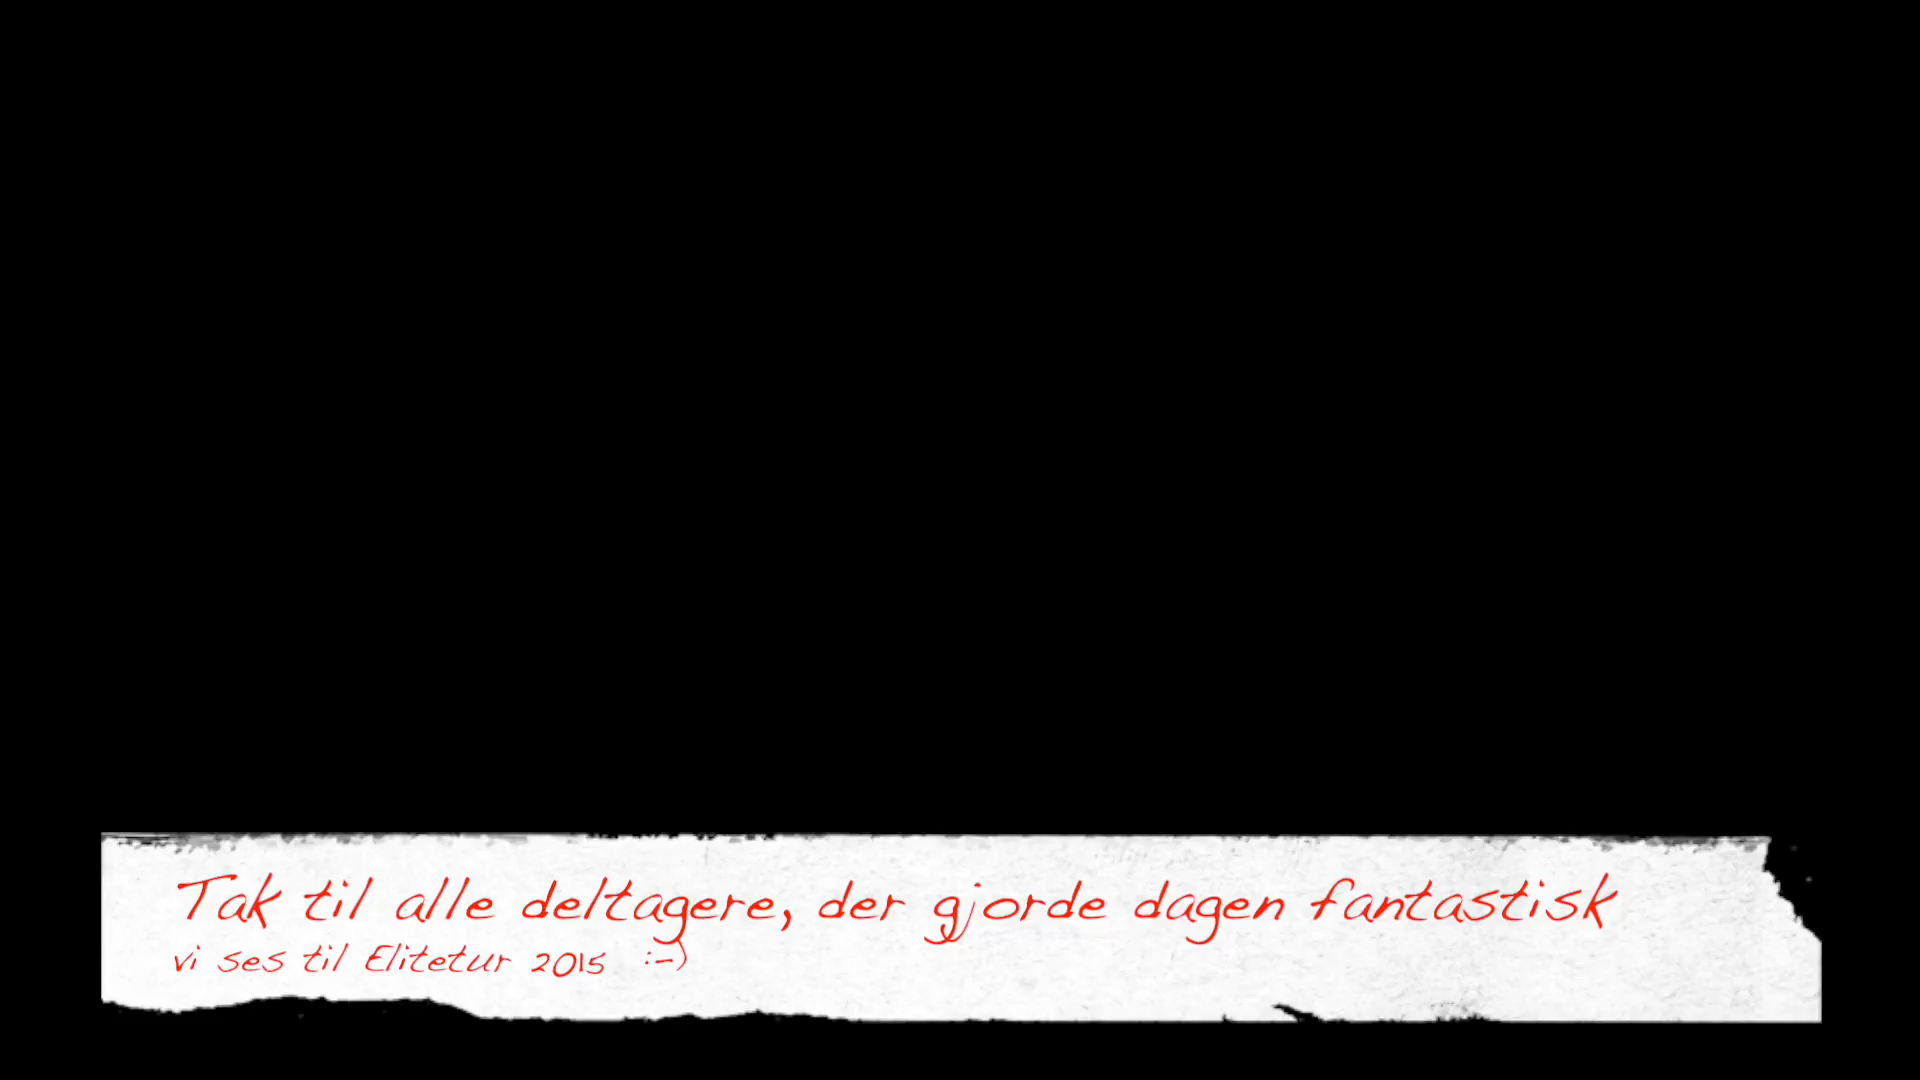 Tak til alle deltagere, der gjorde dagen fantastisk
vi ses til Elitetur 2015 :-)